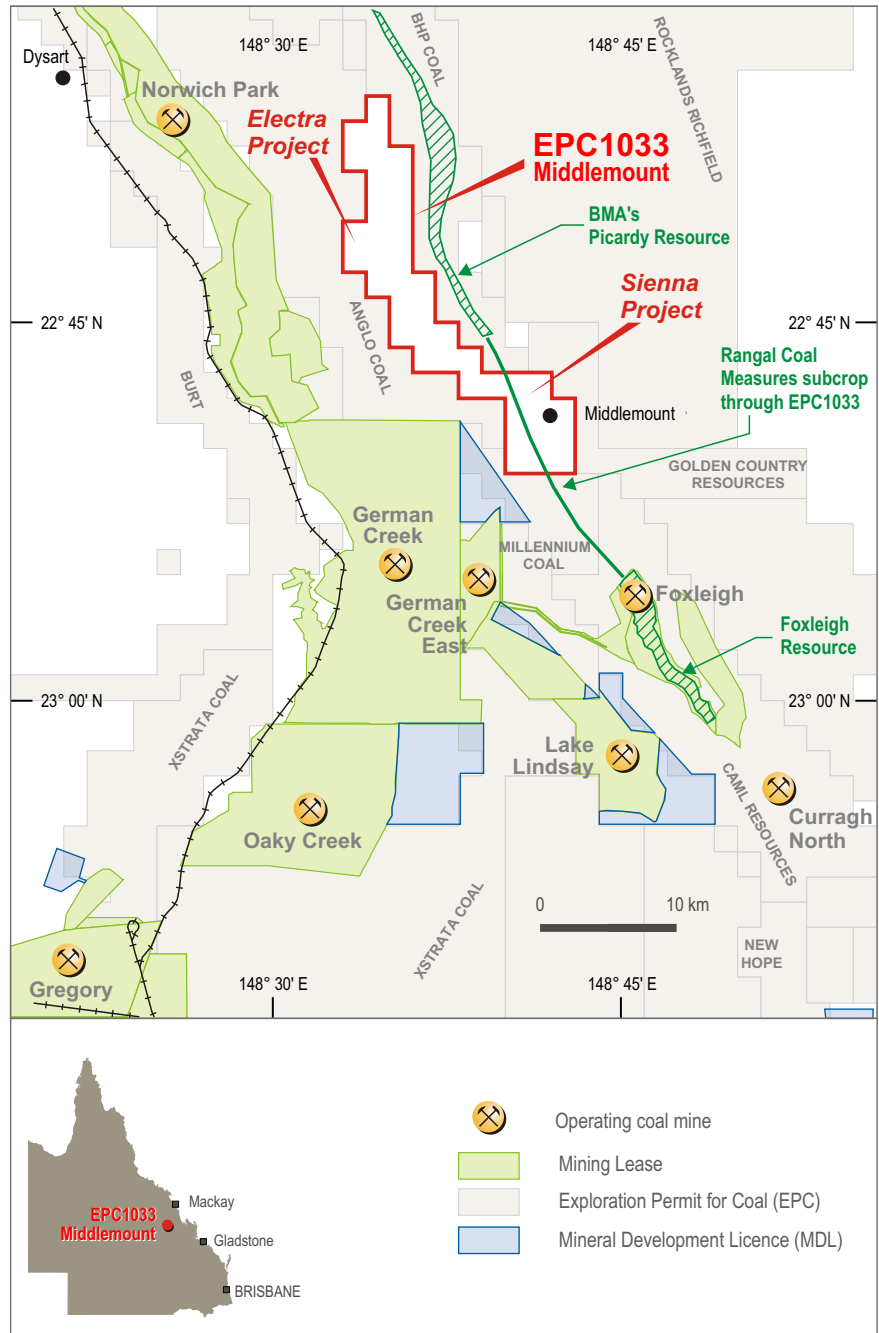 148° 30' E
148° 45' E
Dysart
BHP COAL
ROCKLANDS RICHFIELD
Norwich Park
Electra
Project
EPC1033
Middlemount
BMA's
Picardy Resource
Sienna
Project
22° 45' N
22° 45' N
ANGLO COAL
BURT
Rangal Coal
Measures subcrop
through EPC1033
Middlemount
GOLDEN COUNTRY
RESOURCES
German
Creek
MILLENNIUM
COAL
German
Creek
East
Foxleigh
Foxleigh
Resource
XSTRATA COAL
23° 00' N
23° 00' N
Lake
Lindsay
CAML RESOURCES
Curragh
North
Oaky Creek
XSTRATA COAL
0
10 km
NEW
HOPE
Gregory
148° 30' E
148° 45' E
Mackay
EPC1033
Middlemount
Gladstone
BRISBANE
Operating coal mine
Mining Lease
Exploration Permit for Coal (EPC)
Mineral Development Licence (MDL)